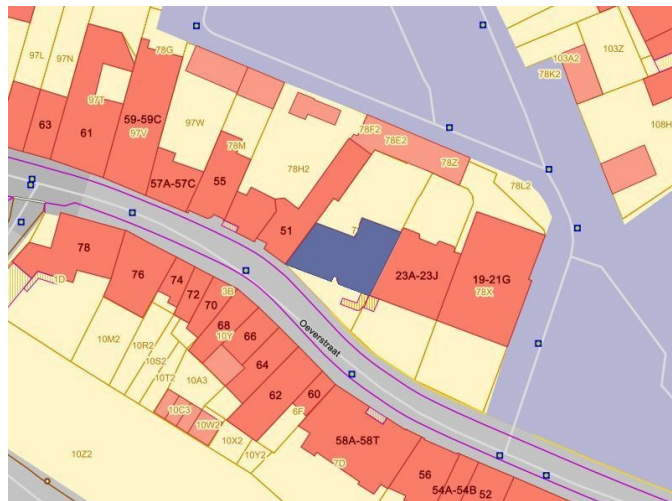 97L
97N
78G
103Z
103A2
78K2
97T
59-59C
97V
63
61
97W
78M
78H2
78F2
78E2
78Z
108H
57A-57C
55
78L2
51
78
76
74
72
70
3B
68
10Y
66
64
62
60
1D
23A-23J
19-21G
78X
Oeverstraat
10M2
10R2
10S2
10T2
10A3
10C3
10W2
10X2
10Y2
6F
58A-58T
7D
56
54A-54B
52
10Z2